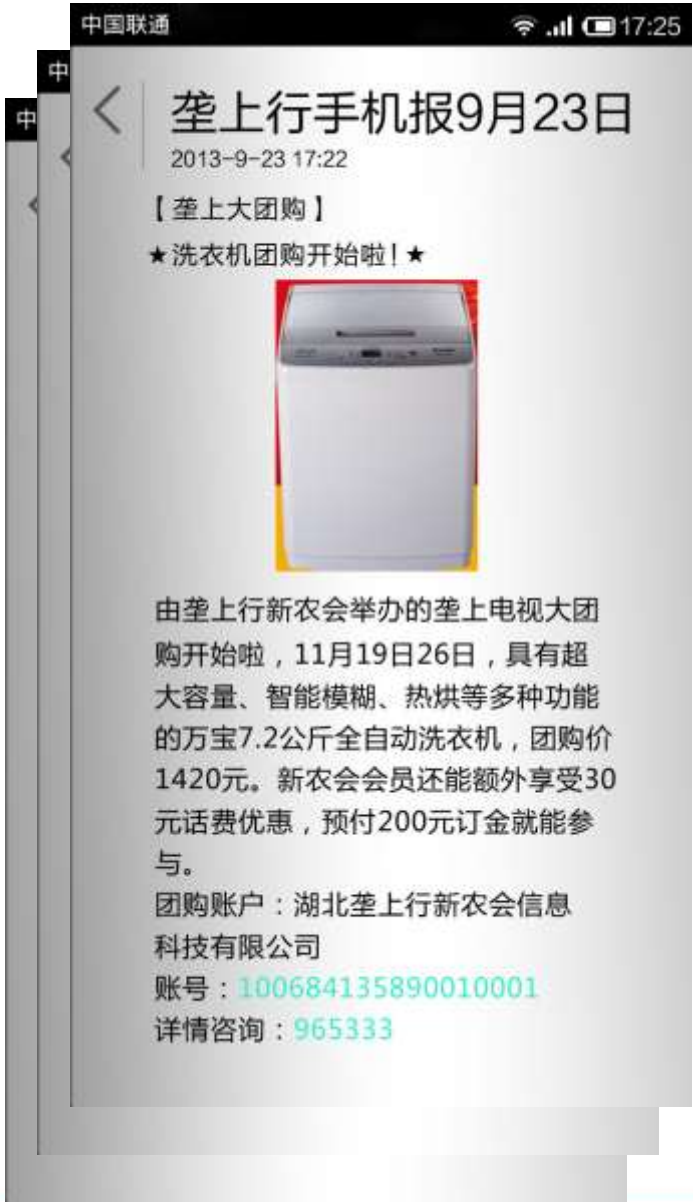 中国联通 17:25
中
中
垄上行手机报9月23日
2013-9-23 17:22
【垄上大团购】
★洗衣机团购开始啦!★
由垄上行新农会举办的垄上电视大团
购开始啦，11月19日26日，具有超
大容量、智能模糊、热烘等多种功能
的万宝7.2公斤全自动洗衣机，团购价
1420元。新农会会员还能额外享受30
元话费优惠，预付200元订金就能参
与。
团购账户：湖北垄上行新农会信息
科技有限公司
账号：100684135890010001
详情咨询：965333